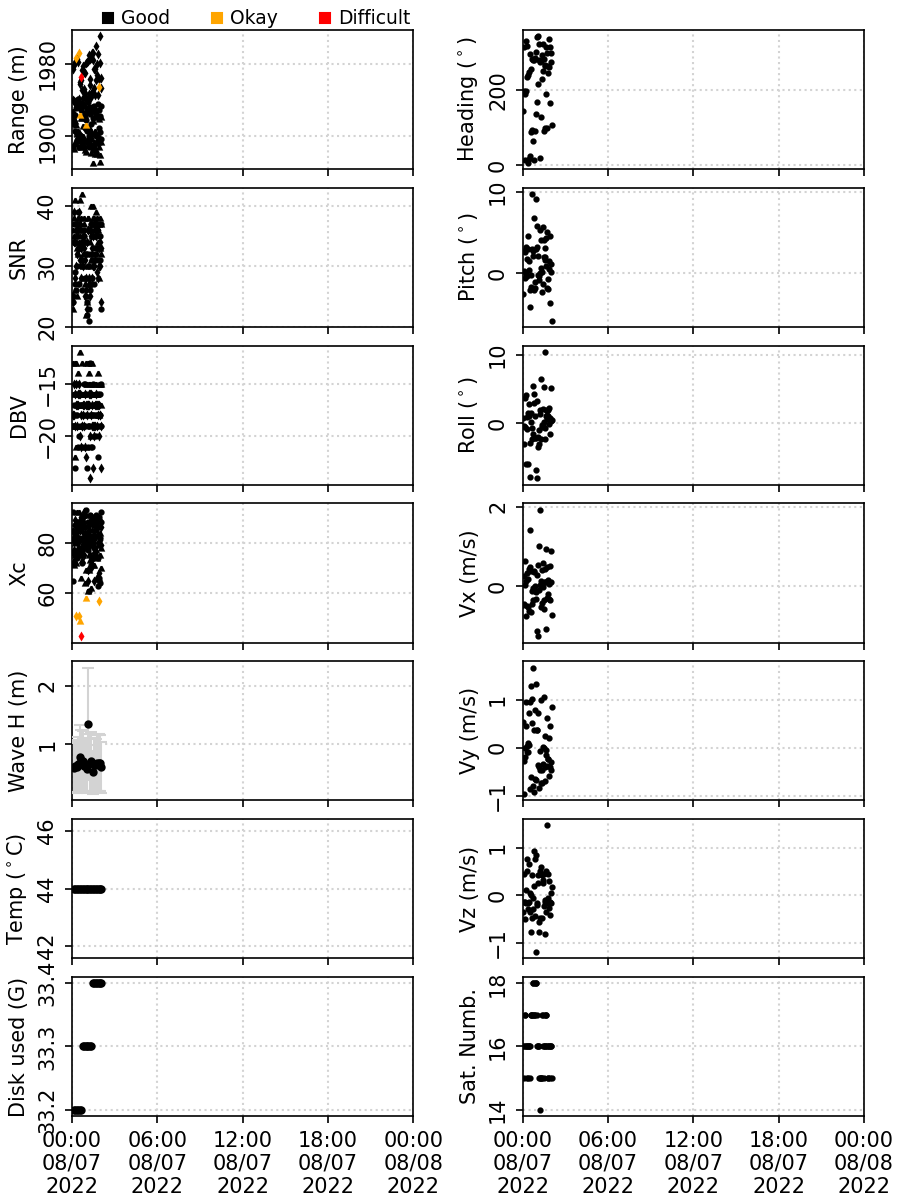 Good Okay Difficult
Range (m)
1980
1900
Heading (°)
200
0
SNR
40
30
20
Pitch (°)
10
0
DBV
−15
−20
Roll (°)
10
0
Xc
80
60
Vx (m/s)
2
0
Wave H (m)
2
1
Vy (m/s)
1
0
−1
Temp (°C)
46
44
42
Vz (m/s)
1
0
−1
Disk used (G)
33.4
33.3
33.2
Sat. Numb.
18
16
14
00:00 06:00 12:00 18:00 00:00
08/07 08/07 08/07 08/07 08/08
2022 2022 2022 2022 2022
00:00 06:00 12:00 18:00 00:00
08/07 08/07 08/07 08/07 08/08
2022 2022 2022 2022 2022